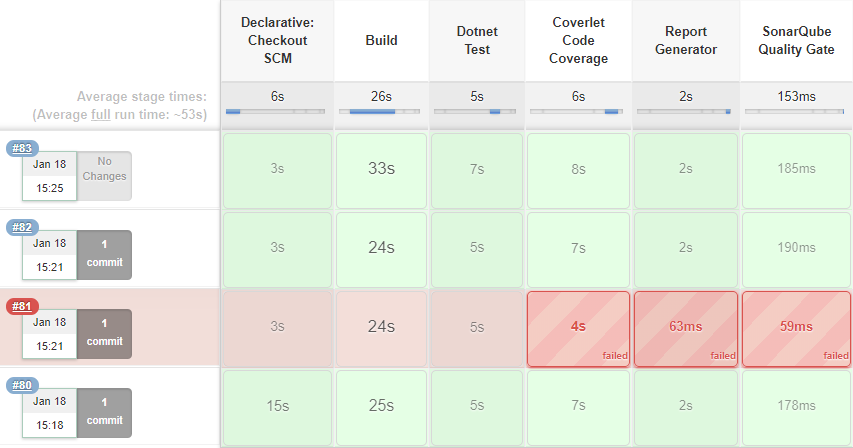 Declarative:
Checkout
SCM
Build
Dotnet
Test
Coverlet
Code
Coverage
Report
Generator
SonarQube
Quality Gate
Average stage times:
(Average full run time: ~53s)
6s
26s
5s
6s
2s
153ms
#83
Jan 18
15:25
No
Changes
3s
33s
7s
8s
2s
185ms
#82
Jan 18
15:21
1
commit
3s
24s
5s
7s
2s
190ms
#81
Jan 18
15:21
1
commit
3s
24s
5s
4s
failed
63ms
failed
59ms
failed
#80
Jan 18
15:18
1
commit
15s
25s
5s
7s
2s
178ms